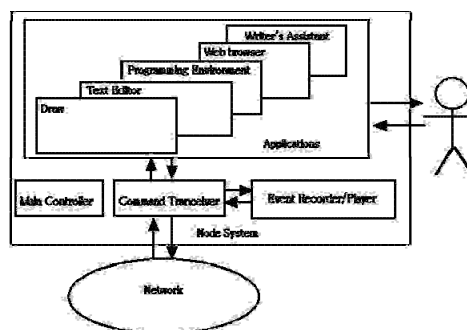 Writer's Assistant
Web browser
Programming Environment
Text Editor
Draw
Applications
Main Controller
Command Tranceiver
Event Recorder/Player
Node System
Network